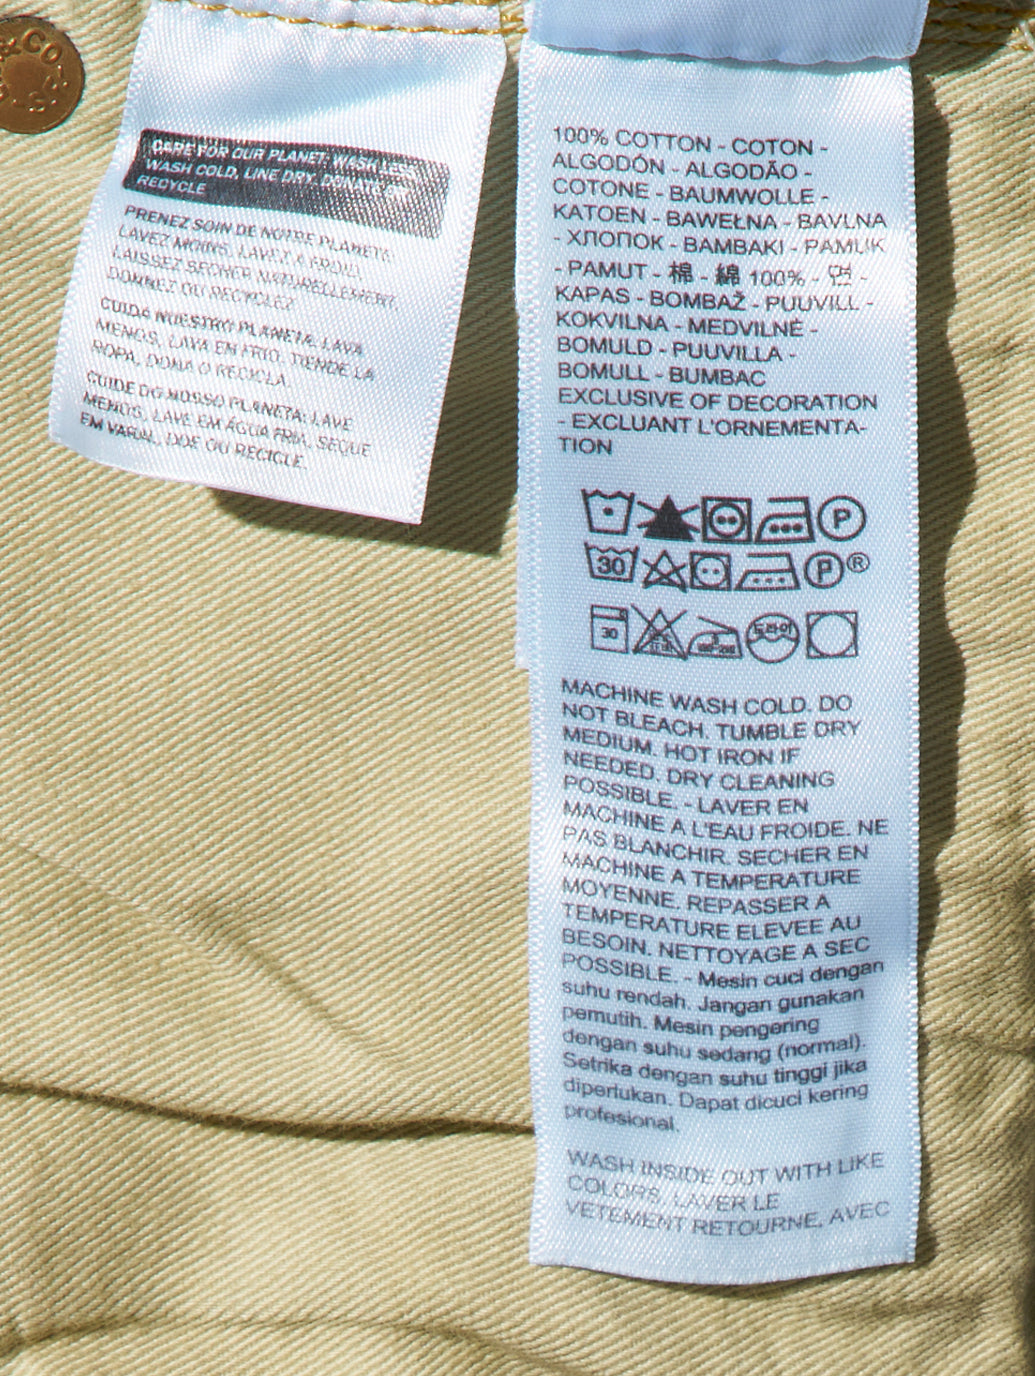 &CO
S
CARE FOR OUR PLANET: WASH LESS,
WASH COLD, LINE DRY, DONATE OR
RECYCLE
PRENEZ SOIN DE NOTRE PLANÈTE:
LAVEZ MOINS, LAVEZ A FROID,
LAISSEZ SÉCHER NATURELLEMENT,
DONNEZ OU RECYCLEZ
CUIDA NUESTRO PLANETA: LAVA
MENOS, LAVA EN FRIO, TIENDE LA
ROPA, DONA O RECICLA.
CUIDE DO NOSSO PLANETA: LAVE
MENOS, LAVE EM ÁGUA FRIA, SEQUE
EM VARAL, DOE OU RECICLE.
100% COTTON - COTON -
ALGODÓN - ALGODÃO -
COTONE - BAUMWOLLE -
KATOEN - BAWEŁNA - BAVLNA
- ХЛОПОК - BAMBAKI - PAMUK
- PAMUT - 棉 - 綿 100% - 면 -
KAPAS - BOMBAŽ - PUUVILL -
KOKVILNA - MEDVILNĖ -
BOMULD - PUUVILLA -
BOMULL - BUMBAC
EXCLUSIVE OF DECORATION
- EXCLUANT L'ORNEMENTA-
TION
P
30 P ®
30 드라이
MACHINE WASH COLD. DO
NOT BLEACH. TUMBLE DRY
MEDIUM. HOT IRON IF
NEEDED. DRY CLEANING
POSSIBLE. - LAVER EN
MACHINE A L'EAU FROIDE. NE
PAS BLANCHIR. SECHER EN
MACHINE A TEMPERATURE
MOYENNE. REPASSER A
TEMPERATURE ELEVEE AU
BESOIN. NETTOYAGE A SEC
POSSIBLE. - Mesin cuci dengan
suhu rendah. Jangan gunakan
pemutih. Mesin pengering
dengan suhu sedang (normal).
Setrika dengan suhu tinggi jika
diperlukan. Dapat dicuci kering
profesional.
WASH INSIDE OUT WITH LIKE
COLORS. LAVER LE
VETEMENT RETOURNE, AVEC